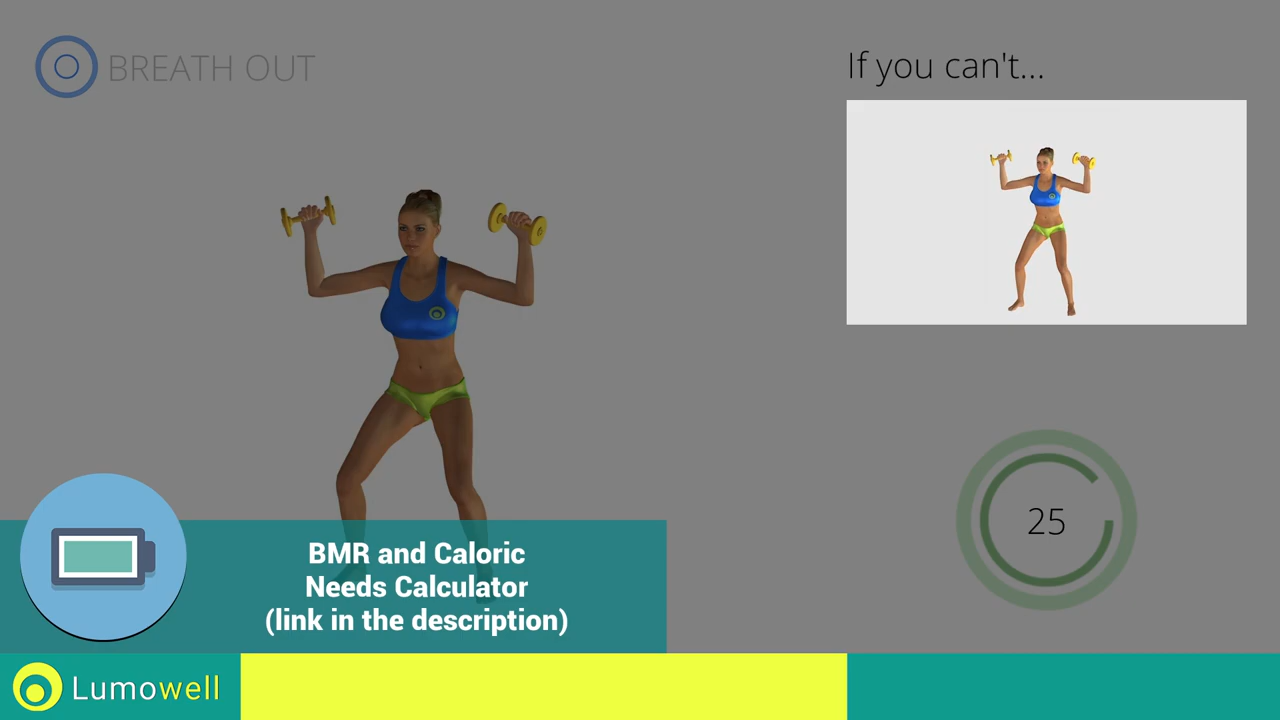 BREATH OUT
If you can't...
25
BMR and Caloric
Needs Calculator
(link in the description)
Lumowell